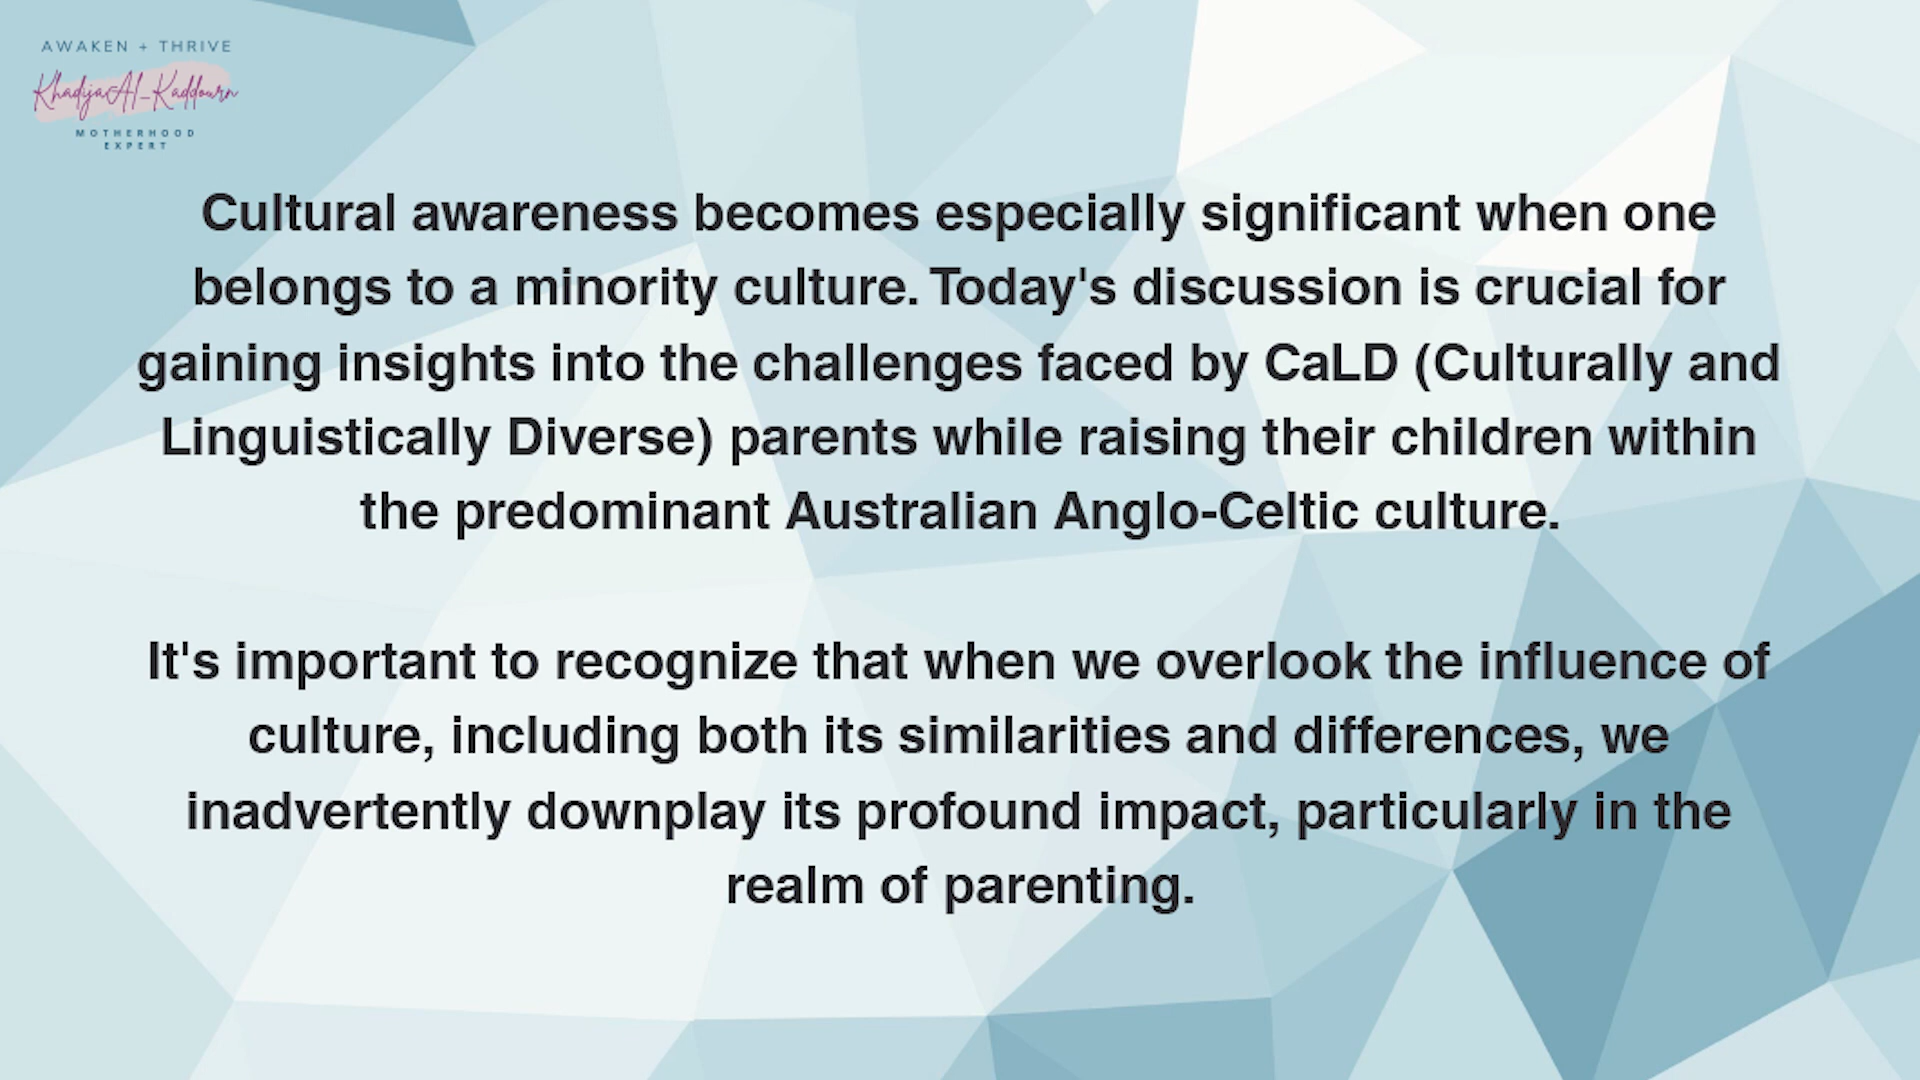 AWAKEN + THRIVE
Khadija Al-Kaddourn
MOTHERHOOD
EXPERT
Cultural awareness becomes especially significant when one
belongs to a minority culture. Today's discussion is crucial for
gaining insights into the challenges faced by CaLD (Culturally and
Linguistically Diverse) parents while raising their children within
the predominant Australian Anglo-Celtic culture.
It's important to recognize that when we overlook the influence of
culture, including both its similarities and differences, we
inadvertently downplay its profound impact, particularly in the
realm of parenting.